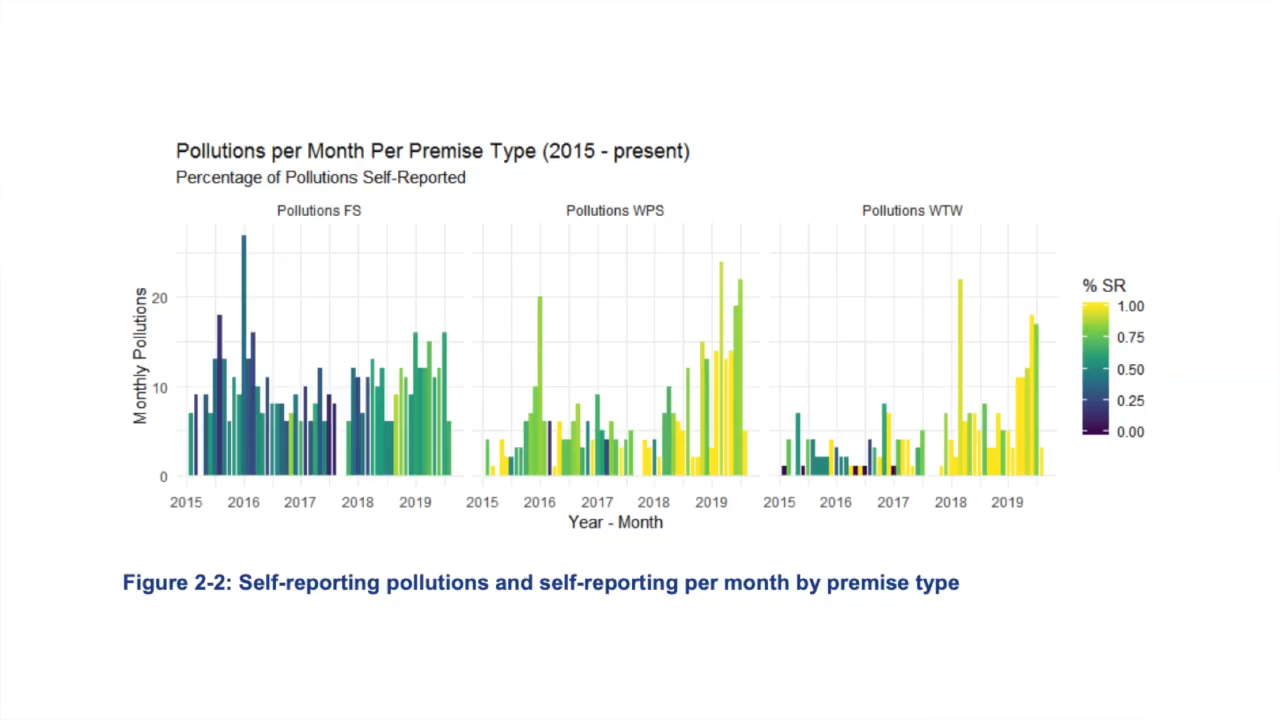 Pollutions per Month Per Premise Type (2015 - present)
Percentage of Pollutions Self-Reported
Pollutions FS
Pollutions WPS
Pollutions WTW
Monthly Pollutions
20
10
0
2015 2016 2017 2018 2019
2015 2016 2017 2018 2019
2015 2016 2017 2018 2019
Year - Month
% SR
1.00
0.75
0.50
0.25
0.00
Figure 2-2: Self-reporting pollutions and self-reporting per month by premise type